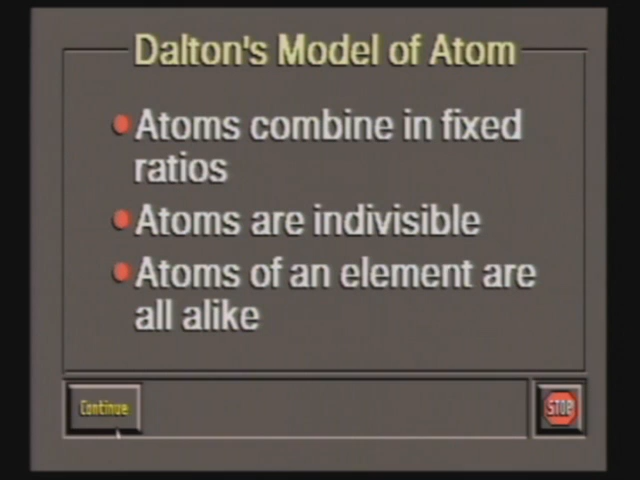 Dalton's Model of Atom
Atoms combine in fixed
ratios
Atoms are indivisible
Atoms of an element are
all alike
Continue
STOP